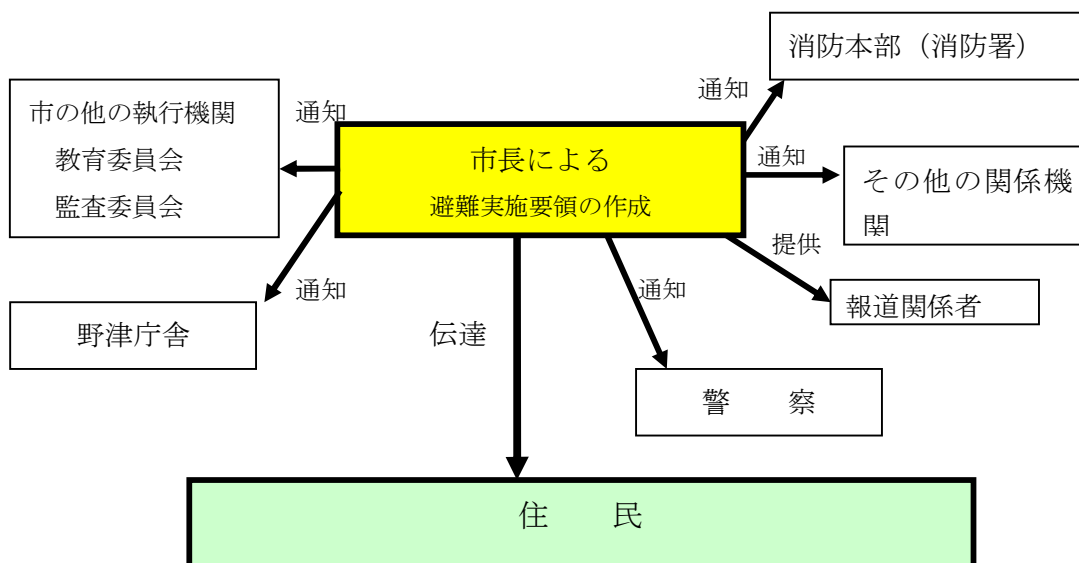 消防本部（消防署）
通知
市の他の執行機関
教育委員会
監査委員会
通知
市長による
避難実施要領の作成
通知
その他の関係機
関
提供
報道関係者
通知
野津庁舎
伝達
通知
警　察
住　民